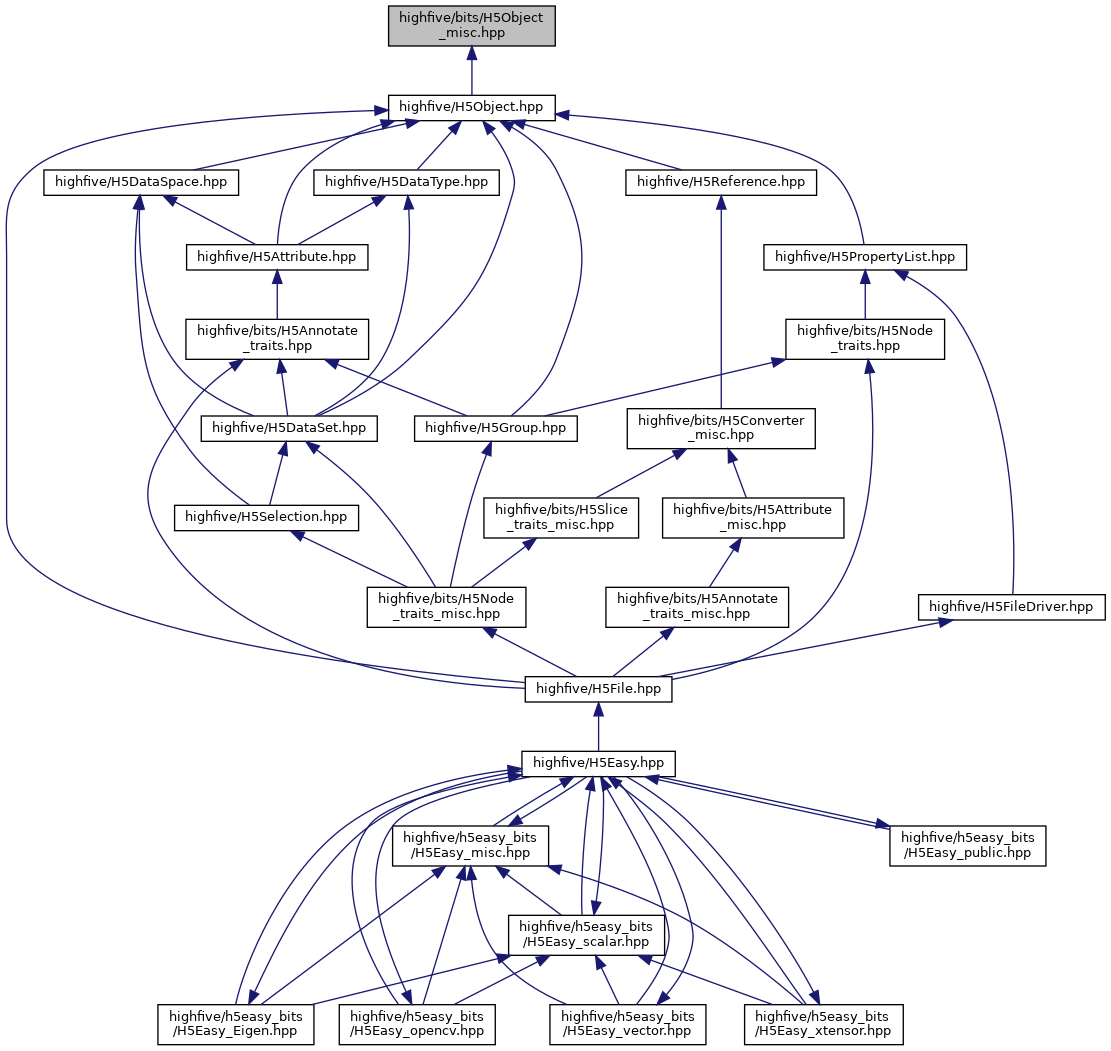 highfive/bits/H5Object
_misc.hpp
highfive/H5Object.hpp
highfive/H5DataSpace.hpp
highfive/H5DataType.hpp
highfive/H5Reference.hpp
highfive/H5Attribute.hpp
highfive/H5PropertyList.hpp
highfive/bits/H5Annotate
_traits.hpp
highfive/bits/H5Node
_traits.hpp
highfive/H5DataSet.hpp
highfive/H5Group.hpp
highfive/bits/H5Converter
_misc.hpp
highfive/H5Selection.hpp
highfive/bits/H5Slice
_traits_misc.hpp
highfive/bits/H5Attribute
_misc.hpp
highfive/bits/H5Node
_traits_misc.hpp
highfive/bits/H5Annotate
_traits_misc.hpp
highfive/H5FileDriver.hpp
highfive/H5File.hpp
highfive/H5Easy.hpp
highfive/h5easy_bits
/H5Easy_misc.hpp
highfive/h5easy_bits
/H5Easy_public.hpp
highfive/h5easy_bits
/H5Easy_scalar.hpp
highfive/h5easy_bits
/H5Easy_Eigen.hpp
highfive/h5easy_bits
/H5Easy_opencv.hpp
highfive/h5easy_bits
/H5Easy_vector.hpp
highfive/h5easy_bits
/H5Easy_xtensor.hpp